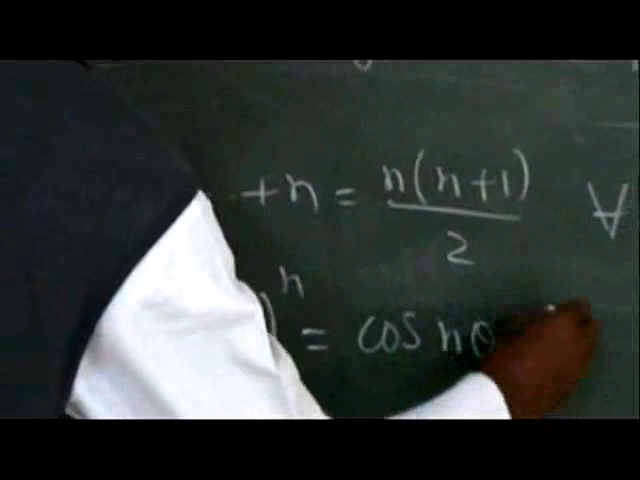 +n = n(n+1)/2 ∀
)ⁿ = cos nθ